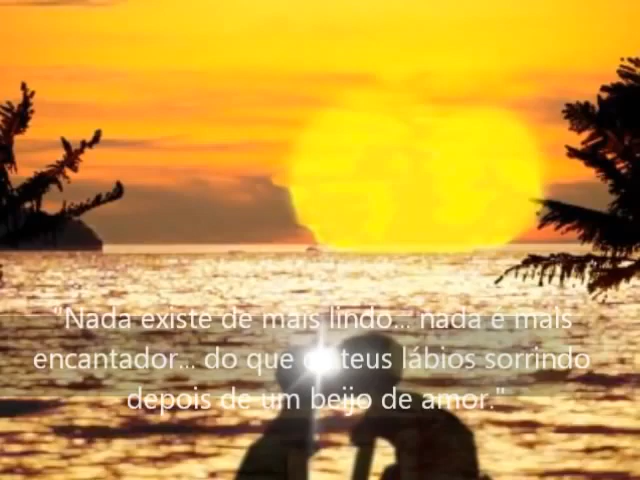 "Nada existe de mais lindo... nada é mais
encantador... do que os teus lábios sorrindo
depois de um beijo de amor."